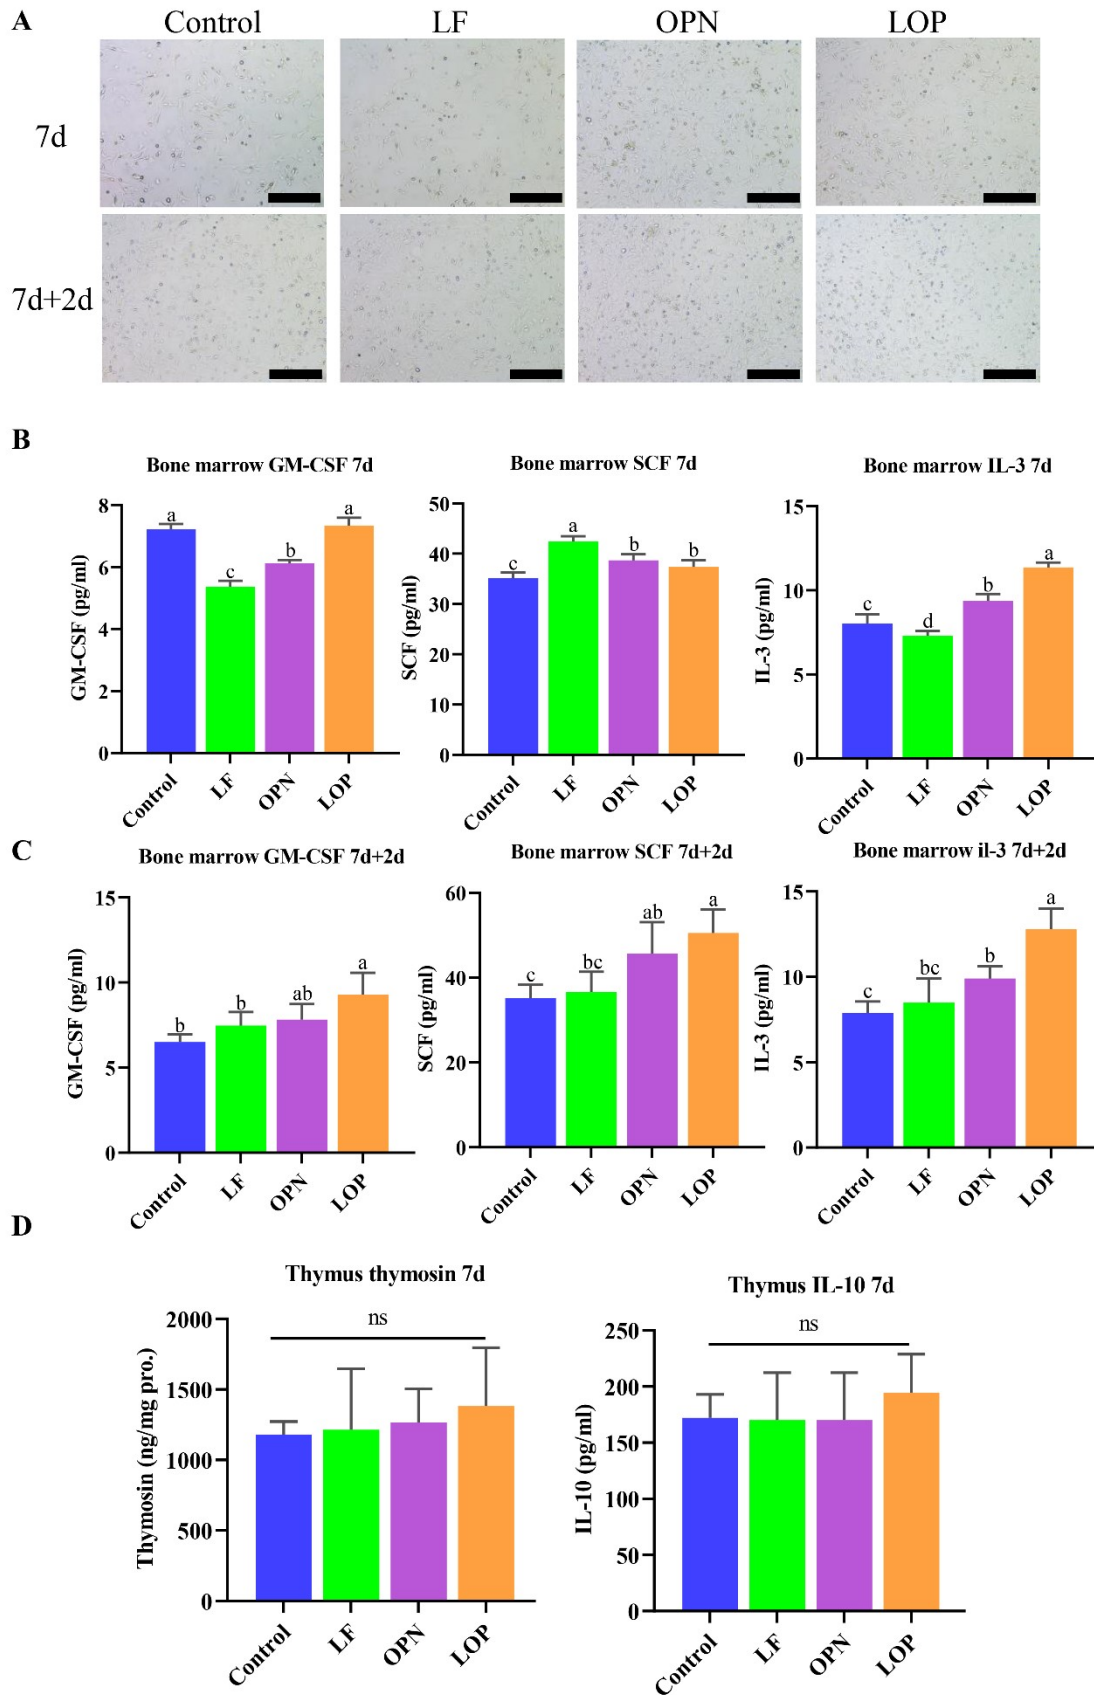 A
Control LF OPN LOP
7d
7d+2d
B
Bone marrow GM-CSF 7d
GM-CSF (pg/ml)
8
6
4
2
0
a c b a
Control LF OPN LOP
Bone marrow SCF 7d
SCF (pg/ml)
50
40
30
20
10
0
c a b b
Control LF OPN LOP
Bone marrow IL-3 7d
IL-3 (pg/ml)
15
10
5
0
c d b a
Control LF OPN LOP
C
Bone marrow GM-CSF 7d+2d
GM-CSF (pg/ml)
15
10
5
0
b b ab a
Control LF OPN LOP
Bone marrow SCF 7d+2d
SCF (pg/ml)
60
40
20
0
c bc ab a
Control LF OPN LOP
Bone marrow il-3 7d+2d
IL-3 (pg/ml)
15
10
5
0
c bc b a
Control LF OPN LOP
D
Thymus thymosin 7d
Thymosin (ng/mg pro.)
2000
1500
1000
500
0
ns
Control LF OPN LOP
Thymus IL-10 7d
IL-10 (pg/ml)
250
200
150
100
50
0
ns
Control LF OPN LOP